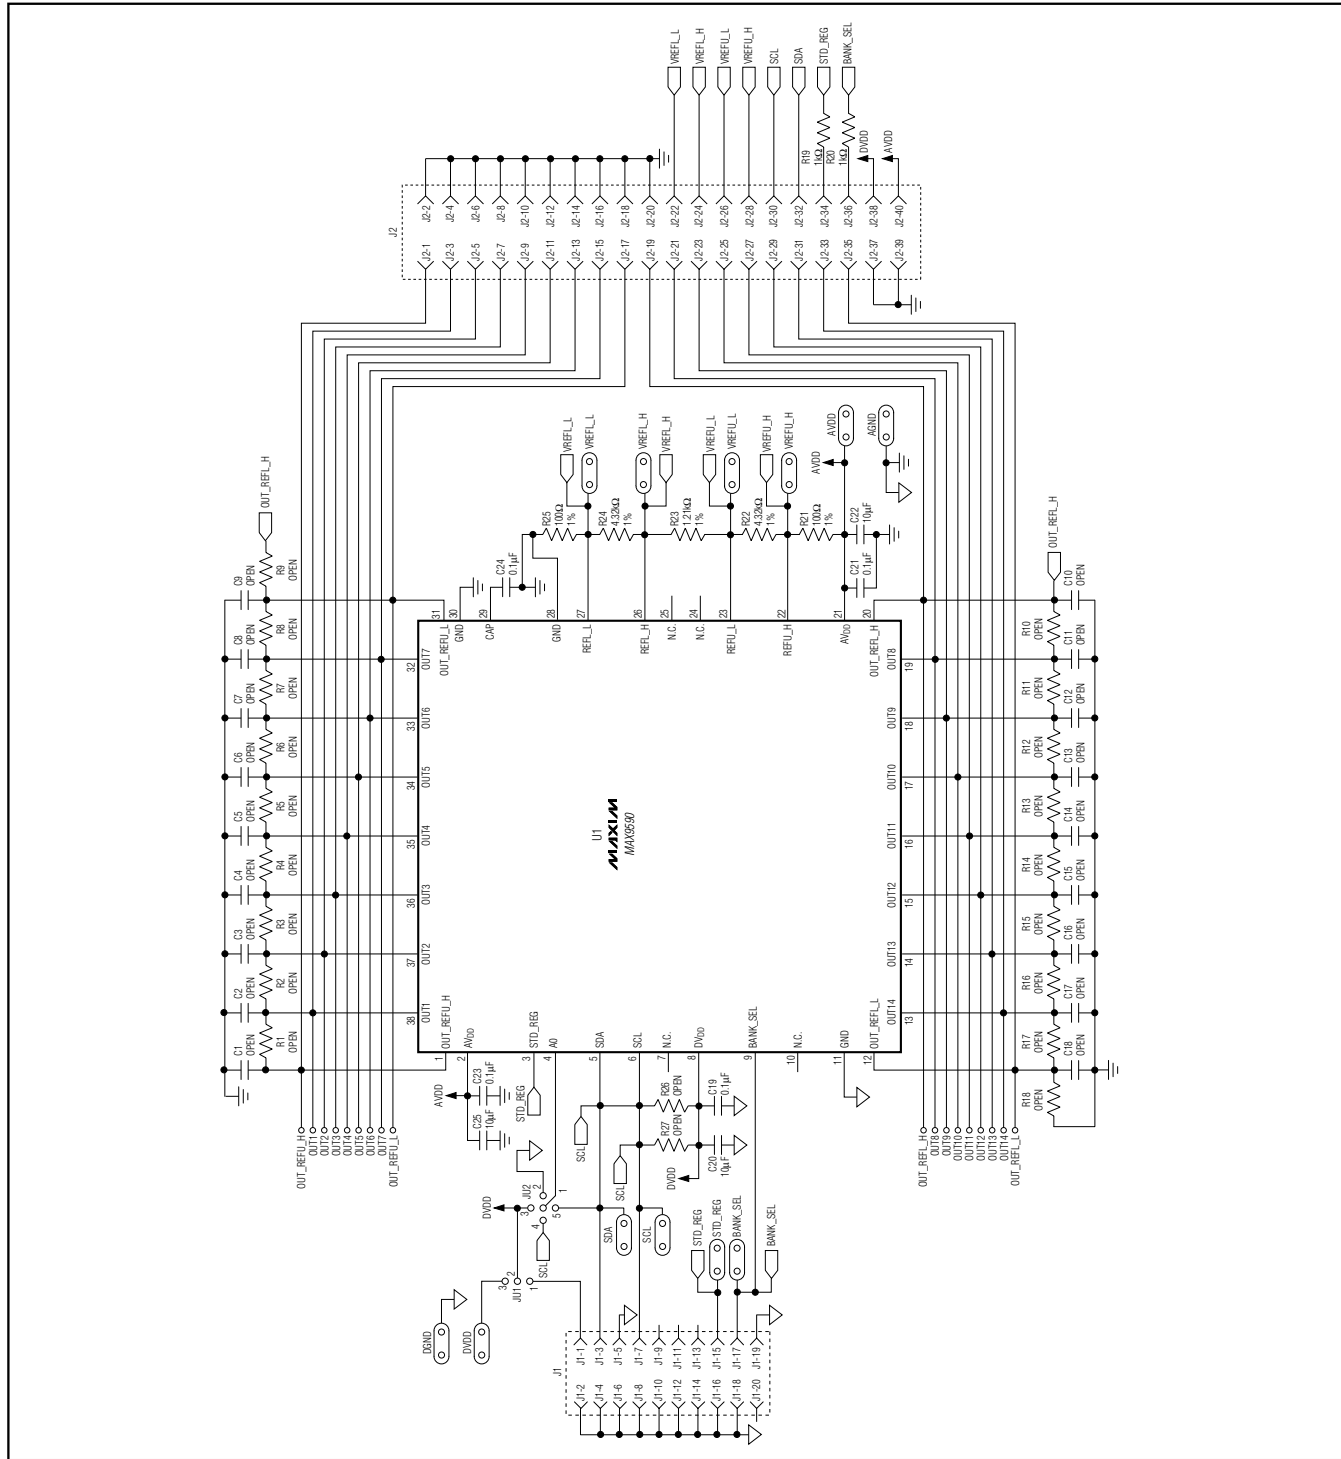 VREFL_L
VREFL_H
VREFU_L
VREFU_H
SCL
SDA
STD_REG
BANK_SEL
R19
1kΩ
R20
1kΩ
DVDD
AVDD
J2
J2-2
J2-4
J2-6
J2-8
J2-10
J2-12
J2-14
J2-16
J2-18
J2-20
J2-22
J2-24
J2-26
J2-28
J2-30
J2-32
J2-34
J2-36
J2-38
J2-40
J2-1
J2-3
J2-5
J2-7
J2-9
J2-11
J2-13
J2-15
J2-17
J2-19
J2-21
J2-23
J2-25
J2-27
J2-29
J2-31
J2-33
J2-35
J2-37
J2-39
OUT_REFL_H
R9
OPEN
C9
OPEN
R8
OPEN
C8
OPEN
R7
OPEN
C7
OPEN
R6
OPEN
C6
OPEN
R5
OPEN
C5
OPEN
R4
OPEN
C4
OPEN
R3
OPEN
C3
OPEN
R2
OPEN
C2
OPEN
R1
OPEN
C1
OPEN
VREFL_L
VREFL_L
VREFL_H
VREFL_H
VREFU_L
VREFU_L
VREFU_H
VREFU_H
AVDD
AVDD
AGND
R25
100Ω
1%
R24
4.32kΩ
1%
R23
1.21kΩ
1%
R22
4.32kΩ
1%
R21
100Ω
1%
C24
0.1µF
C21
0.1µF
C22
10µF
31
OUT_REFU_L
30
GND
29
CAP
28
GND
27
REFL_L
26
REFL_H
25
N.C.
24
N.C.
23
REFU_L
22
REFU_H
21
AVDD
20
OUT_REFL_H
32
OUT7
33
OUT6
34
OUT5
35
OUT4
36
OUT3
37
OUT2
38
OUT1
U1
MAXIM
MAX9590
OUT8
19
OUT9
18
OUT10
17
OUT11
16
OUT12
15
OUT13
14
OUT14
13
OUT_REFL_H
R10
OPEN
C10
OPEN
C11
OPEN
R11
OPEN
C12
OPEN
R12
OPEN
C13
OPEN
R13
OPEN
C14
OPEN
R14
OPEN
C15
OPEN
R15
OPEN
C16
OPEN
R16
OPEN
C17
OPEN
R17
OPEN
C18
OPEN
R18
OPEN
OUT_REFU_H
1
AVDD
2
STD_REG
3
A0
4
SDA
5
SCL
6
N.C.
7
DVDD
8
BANK_SEL
9
N.C.
10
GND
11
OUT_REFL_L
12
AVDD
C23
0.1µF
C25
10µF
STD_REG
SCL
SCL
R26
OPEN
R27
OPEN
C19
0.1µF
C20
10µF
DVDD
OUT_REFU_H
OUT1
OUT2
OUT3
OUT4
OUT5
OUT6
OUT7
OUT_REFU_L
OUT_REFL_H
OUT8
OUT9
OUT10
OUT11
OUT12
OUT13
OUT14
OUT_REFL_L
DVDD
JU2
1
2
3
4
5
SCL
SDA
SCL
STD_REG
STD_REG
BANK_SEL
BANK_SEL
JU1
3
2
1
DGND
DVDD
J1
J1-1
J1-3
J1-5
J1-7
J1-9
J1-11
J1-13
J1-15
J1-17
J1-19
J1-2
J1-4
J1-6
J1-8
J1-10
J1-12
J1-14
J1-16
J1-18
J1-20